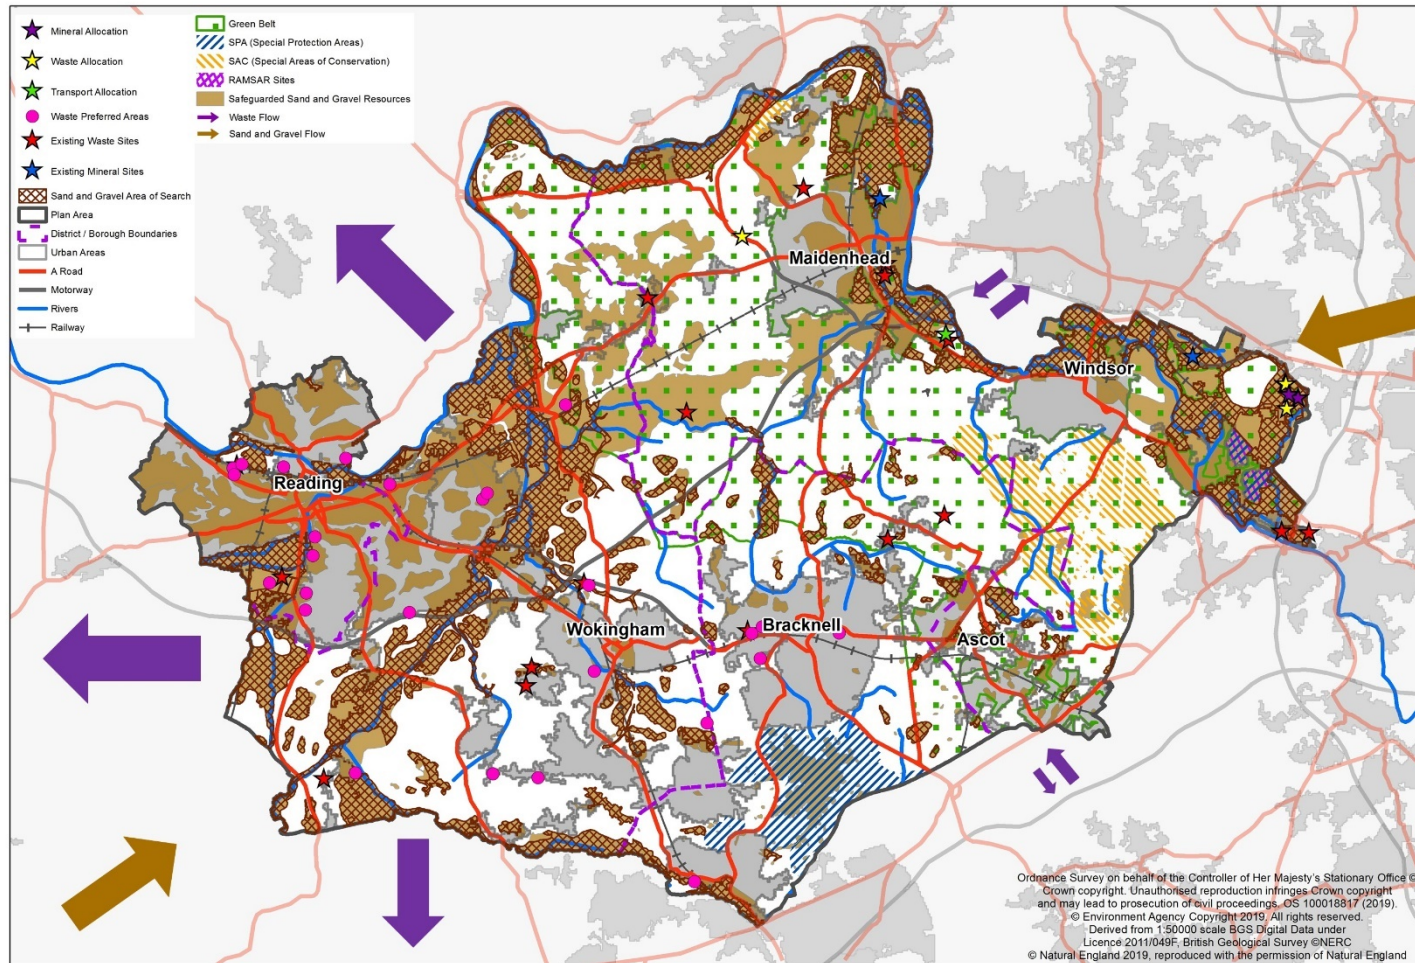 Mineral Allocation
Waste Allocation
Transport Allocation
Waste Preferred Areas
Existing Waste Sites
Existing Mineral Sites
Sand and Gravel Area of Search
Plan Area
District / Borough Boundaries
Urban Areas
A Road
Motorway
Rivers
Railway
Green Belt
SPA (Special Protection Areas)
SAC (Special Areas of Conservation)
RAMSAR Sites
Safeguarded Sand and Gravel Resources
Waste Flow
Sand and Gravel Flow
Maidenhead
Windsor
Reading
Wokingham
Bracknell
Ascot
Ordnance Survey on behalf of the Controller of Her Majesty's Stationary Office ©
Crown copyright. Unauthorised reproduction infringes Crown copyright
and may lead to prosecution of civil proceedings. OS 100018817 (2019).
© Environment Agency Copyright 2019. All rights reserved.
Derived from 1:50000 scale BGS Digital Data under
Licence 2011/049F, British Geological Survey ©NERC
© Natural England 2019, reproduced with the permission of Natural England